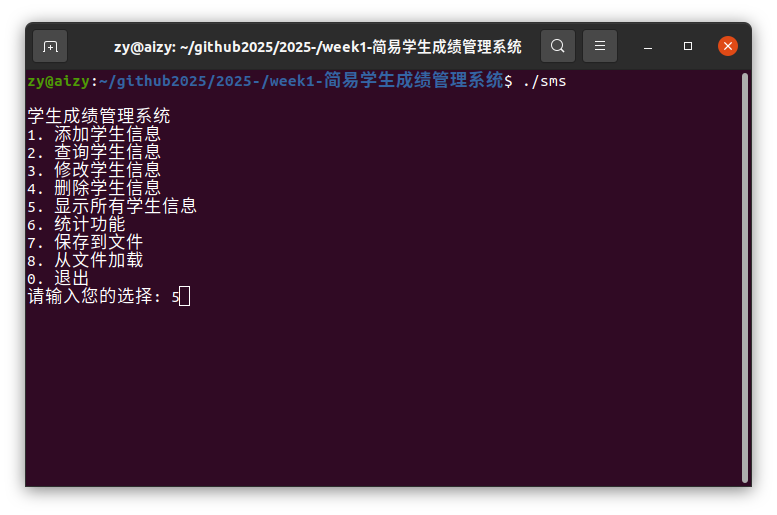 zy@aizy: ~/github2025/2025-/week1-简易学生成绩管理系统
zy@aizy:~/github2025/2025-/week1-简易学生成绩管理系统$ ./sms
学生成绩管理系统
1. 添加学生信息
2. 查询学生信息
3. 修改学生信息
4. 删除学生信息
5. 显示所有学生信息
6. 统计功能
7. 保存到文件
8. 从文件加载
0. 退出
请输入您的选择: 5